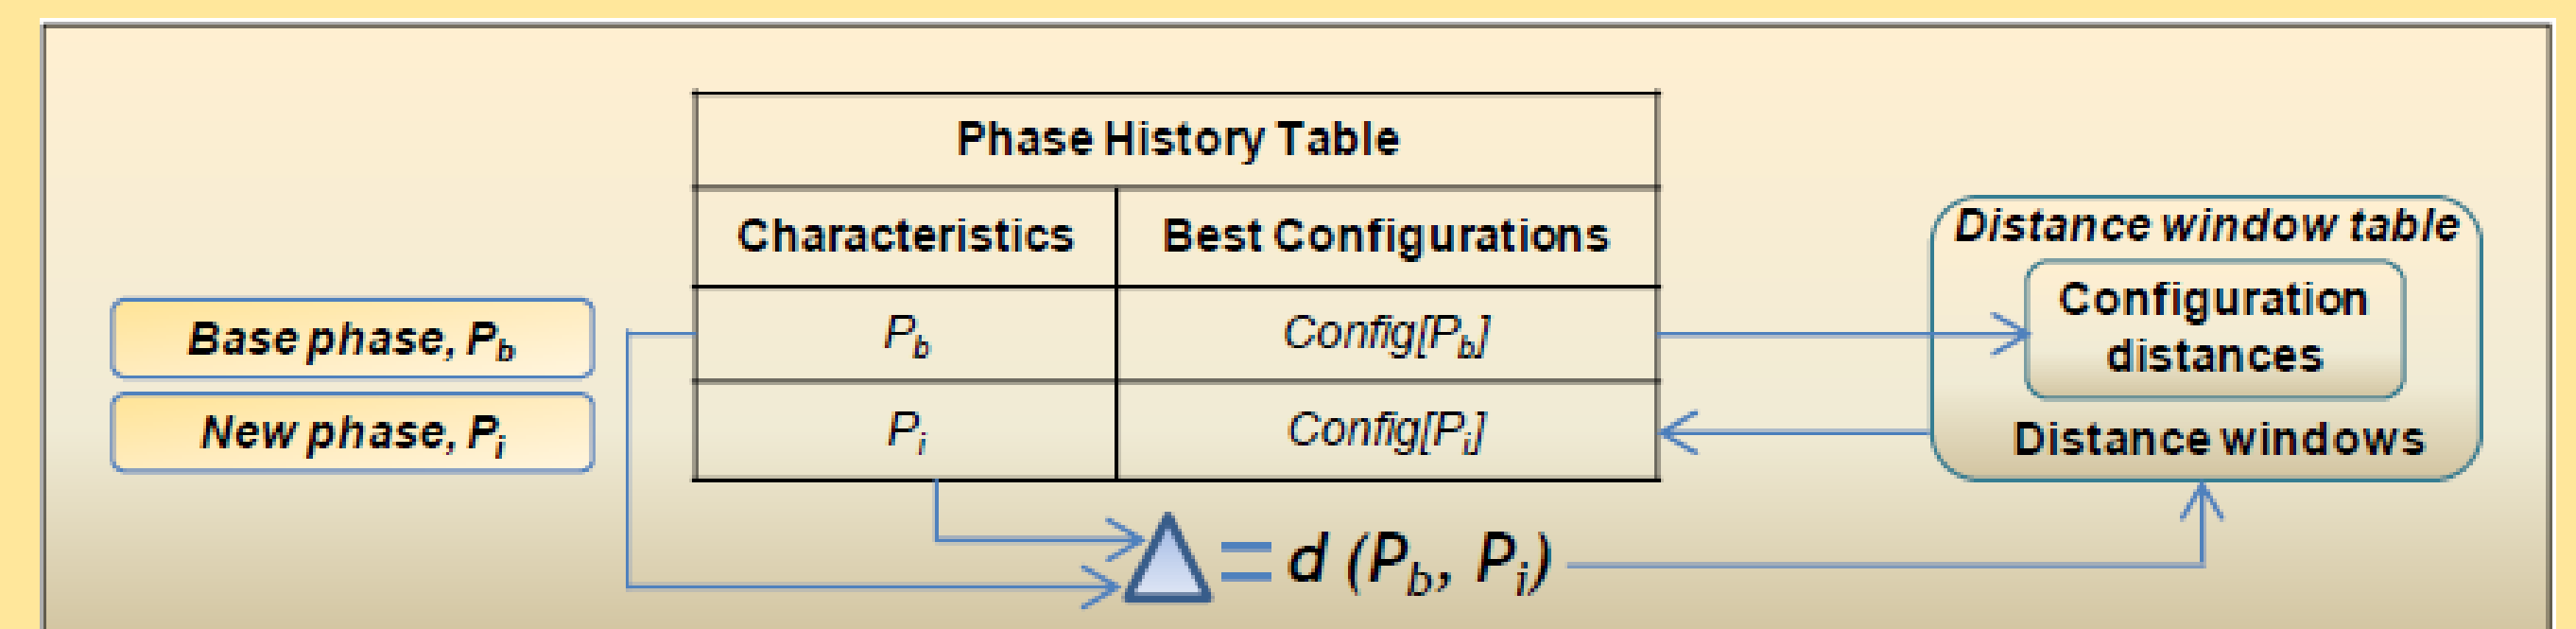 Phase History Table
Characteristics Best Configurations
Distance window table
Base phase, Pb
Pb Config[Pb]
Configuration
distances
New phase, Pi
Pi Config[Pi]
Distance windows
= d (Pb, Pi)